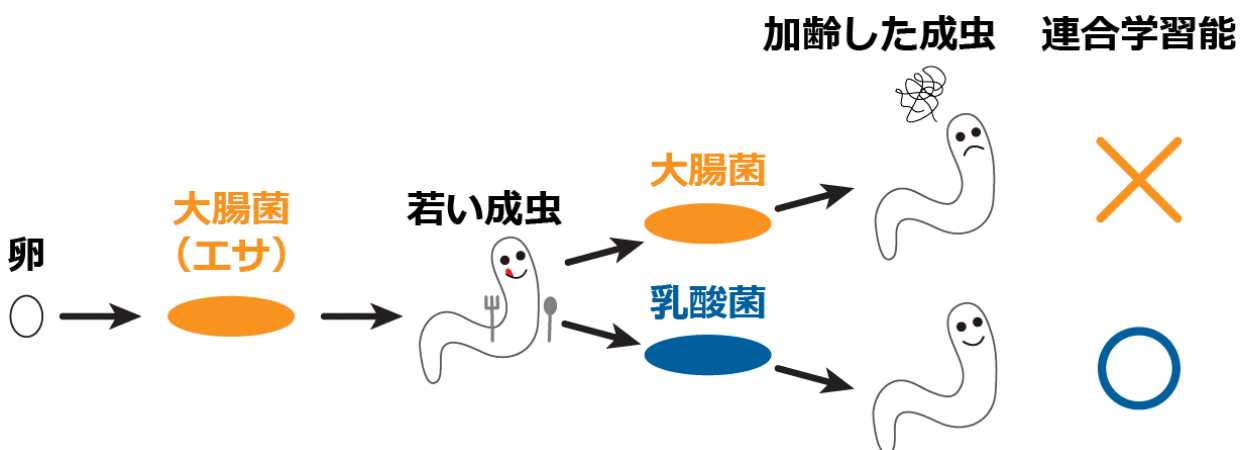 加齢した成虫
連合学習能
大腸菌
大腸菌
(エサ)
若い成虫
卵
乳酸菌